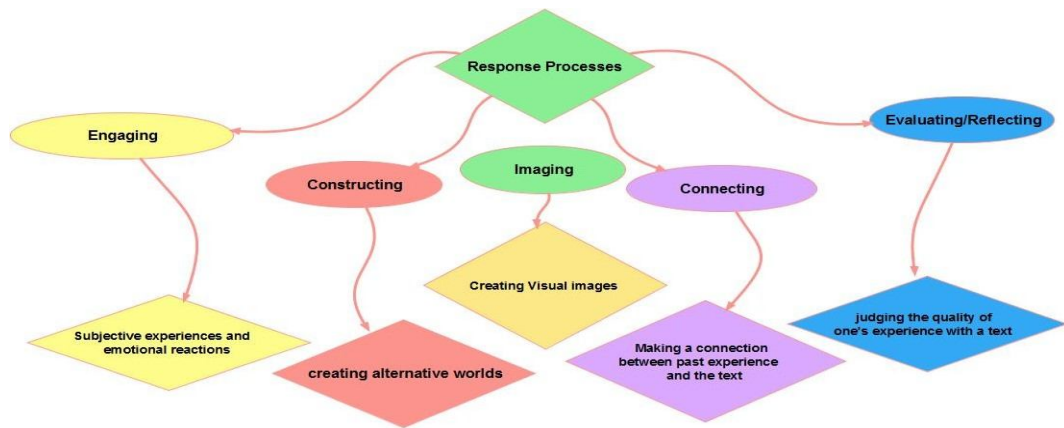 Response Processes
Engaging
Evaluating/Reflecting
Constructing
Imaging
Connecting
Subjective experiences and
emotional reactions
creating alternative worlds
Creating Visual images
Making a connection
between past experience
and the text
judging the quality of
one's experience with a text